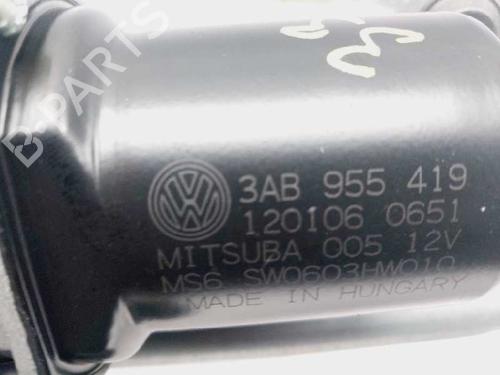 B-PARTS
3AB 955 419
120106 0651
MITSUBA 005 12V
MS6 SW0603HW010
MADE IN HUNGARY